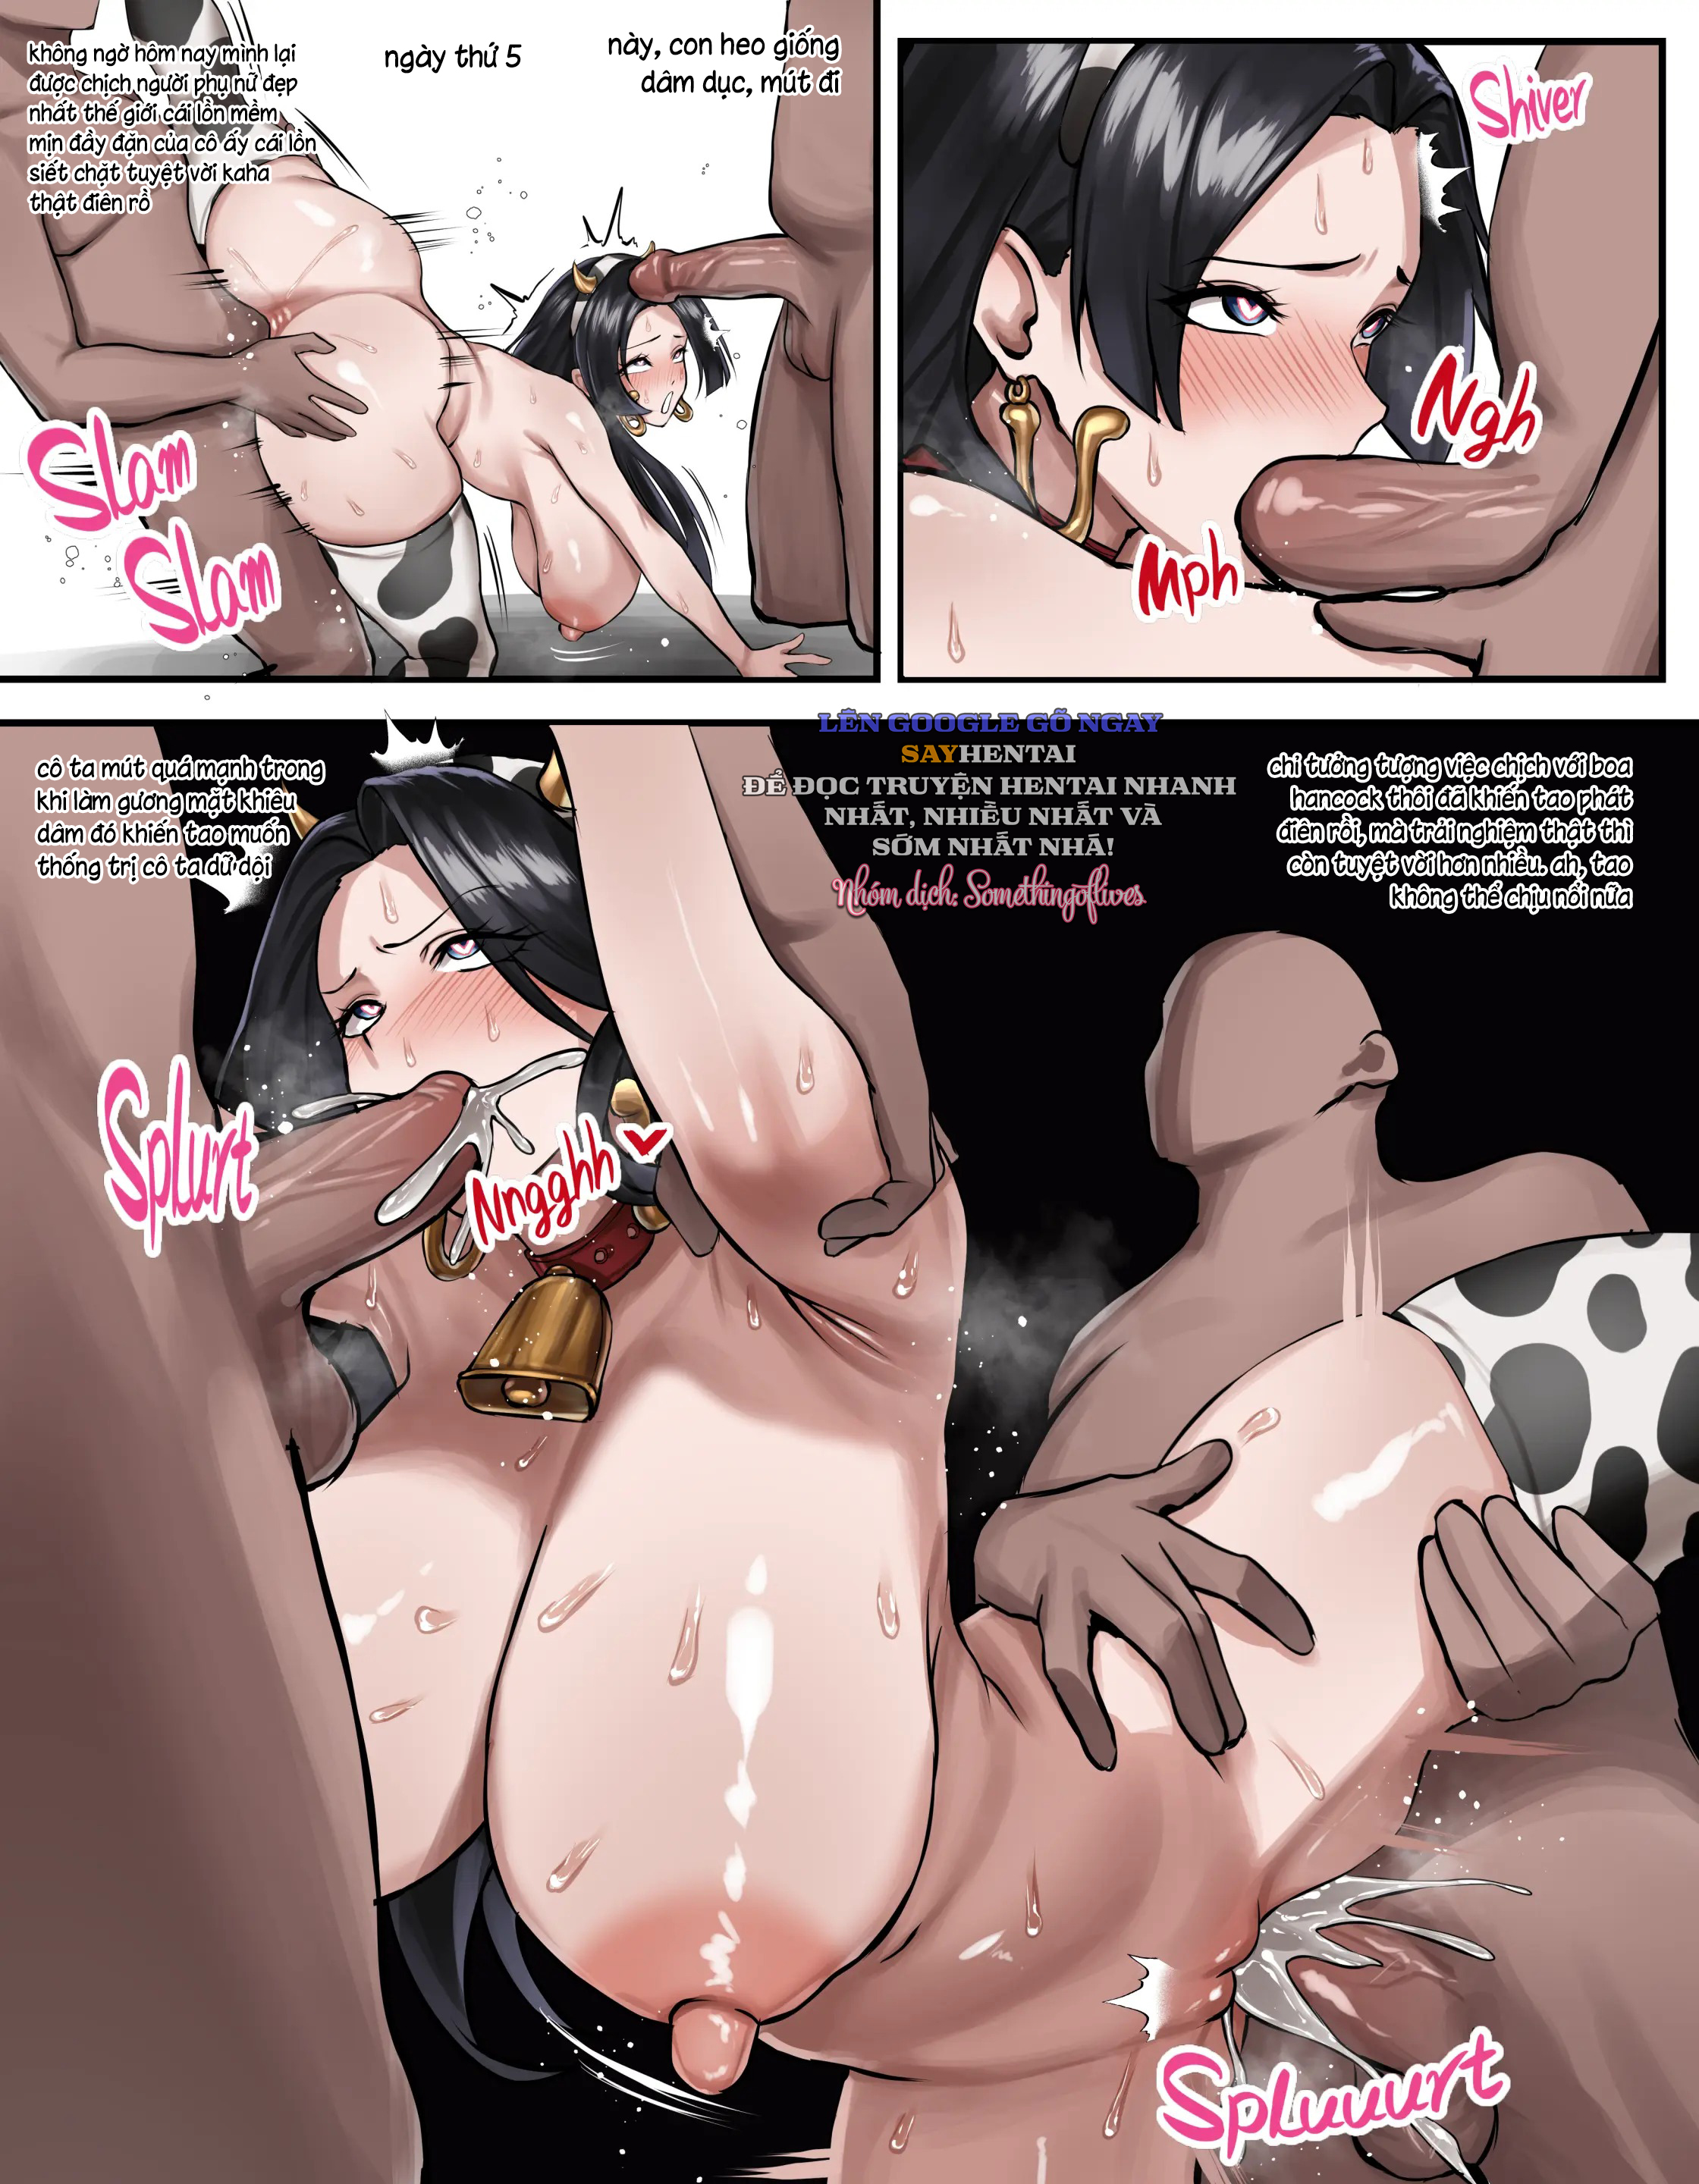 không ngờ hôm nay mình lại
được chịch người phụ nữ đẹp
nhất thế giới cái lồn mềm
mịn đầy đặn của cô ấy cái lồn
siết chặt tuyệt vời kaha
thật điên rồ
ngày thứ 5
này, con heo giống
dâm dục, mút đi
Slam
Slam
Shiver
Ngh
Mph
cô ta mút quá mạnh trong
khi làm gương mặt khiêu
dâm đó khiến tao muốn
thống trị cô ta dữ dội
LÊN GOOGLE GÕ NGAY
SAYHENTAI
ĐỂ ĐỌC TRUYỆN HENTAI NHANH
NHẤT, NHIỀU NHẤT VÀ
SỚM NHẤT NHÁ!
Nhóm dịch: Somethingoflives
chỉ tưởng tượng việc chịch với boa
hancock thôi đã khiến tao phát
điên rồi, mà trải nghiệm thật thì
còn tuyệt vời hơn nhiều. ah, tao
không thể chịu nổi nữa
Splurt
Nngghh ♥
Spluuurt